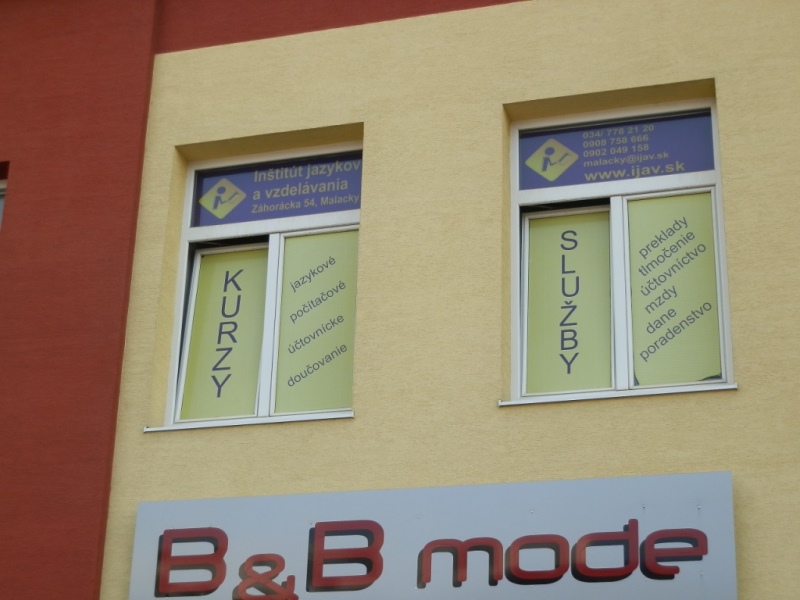 Inštitút jazykov
a vzdelávania
Záhorácka 54, Malacky
KURZY
jazykové
počítačové
účtovnícke
doučovanie
034/ 778 21 20
0908 756 666
0902 049 158
malacky@ijav.sk
www.ijav.sk
SLUŽBY
preklady
tlmočenie
účtovníctvo
mzdy
dane
poradenstvo
B&B mode